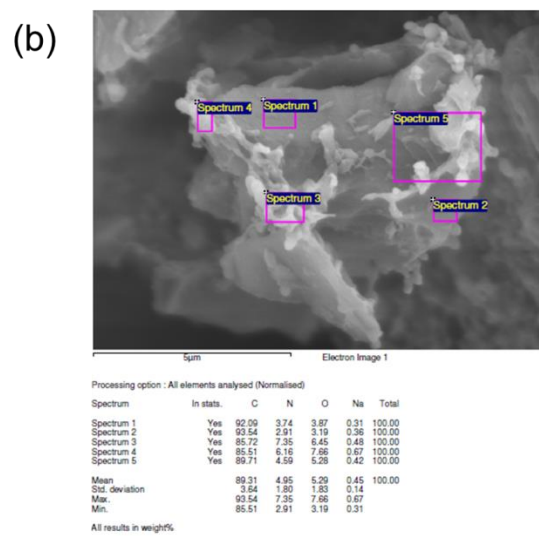 (b)
Spectrum 4
Spectrum 1
Spectrum 5
Spectrum 3
Spectrum 2
5µm Electron Image 1
Processing option : All elements analysed (Normalised)
Spectrum In stats. C N O Na Total
Spectrum 1 Yes 92.09 3.74 3.87 0.31 100.00
Spectrum 2 Yes 93.54 2.91 3.19 0.36 100.00
Spectrum 3 Yes 85.72 7.35 6.45 0.48 100.00
Spectrum 4 Yes 85.51 6.16 7.66 0.67 100.00
Spectrum 5 Yes 89.71 4.59 5.28 0.42 100.00
Mean 89.31 4.95 5.29 0.45 100.00
Std. deviation 3.64 1.80 1.83 0.14
Max. 93.54 7.35 7.66 0.67
Min. 85.51 2.91 3.19 0.31
All results in weight%